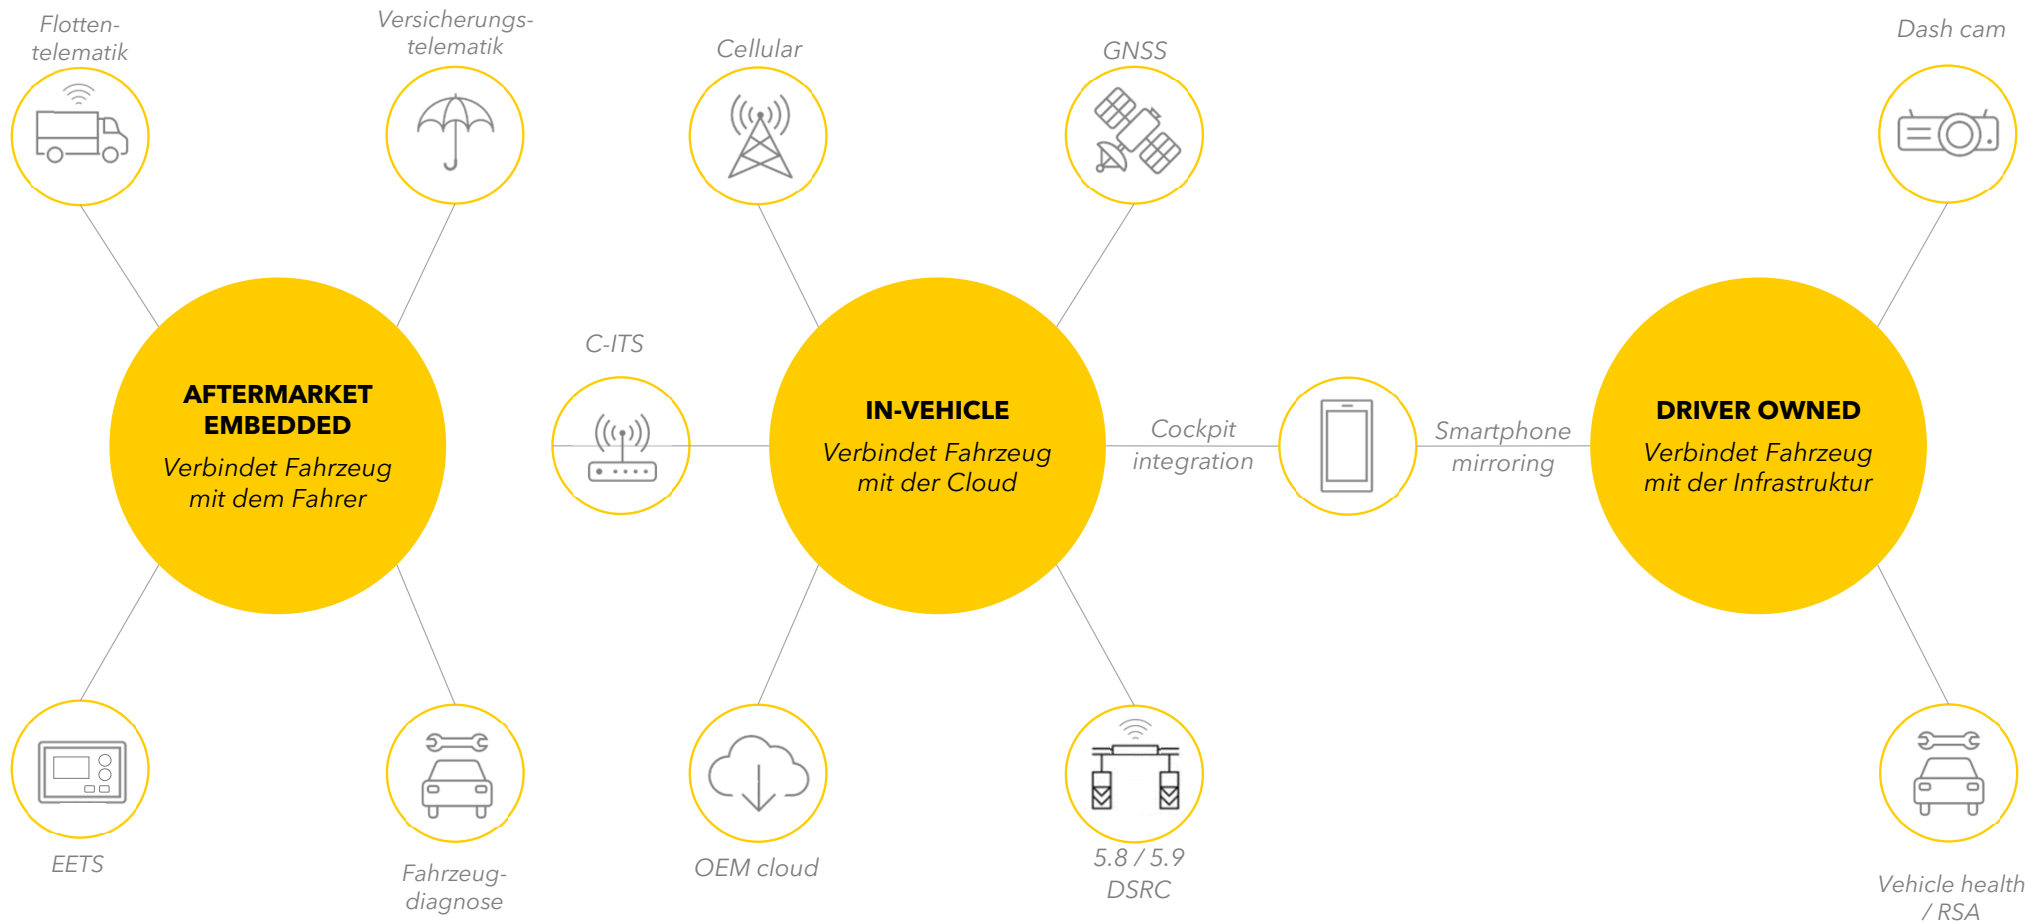 Flotten-
telematik
Versicherungs-
telematik
Cellular
GNSS
Dash cam
C-ITS
AFTERMARKET
EMBEDDED
Verbindet Fahrzeug
mit dem Fahrer
IN-VEHICLE
Verbindet Fahrzeug
mit der Cloud
Cockpit
integration
Smartphone
mirroring
DRIVER OWNED
Verbindet Fahrzeug
mit der Infrastruktur
EETS
Fahrzeug-
diagnose
OEM cloud
5.8 / 5.9
DSRC
Vehicle health
/ RSA